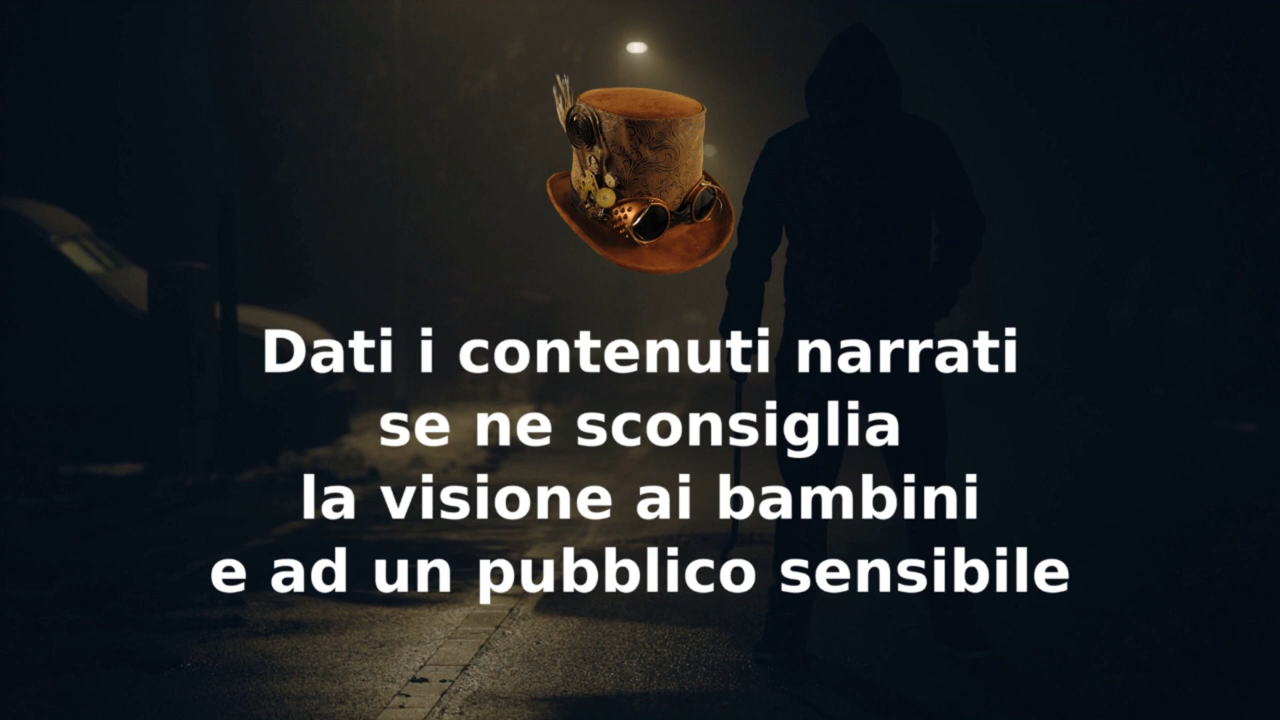 Dati i contenuti narrati
se ne sconsiglia
la visione ai bambini
e ad un pubblico sensibile